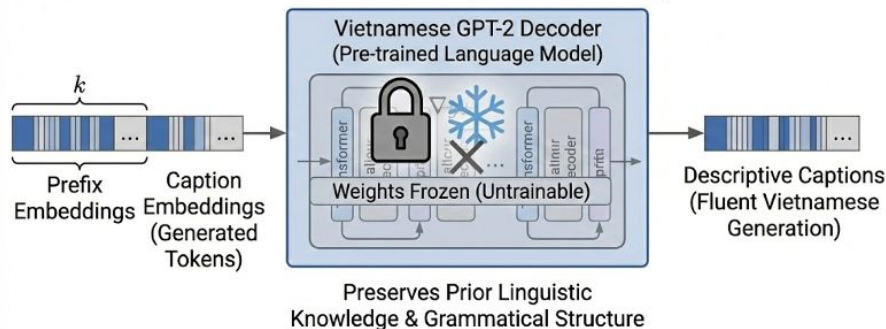 Vietnamese GPT-2 Decoder
(Pre-trained Language Model)
k
...
...
Prefix
Embeddings
Caption
Embeddings
(Generated
Tokens)
nsformer
...
Weights Frozen (Untrainable)
...
Descriptive Captions
(Fluent Vietnamese
Generation)
Preserves Prior Linguistic
Knowledge & Grammatical Structure